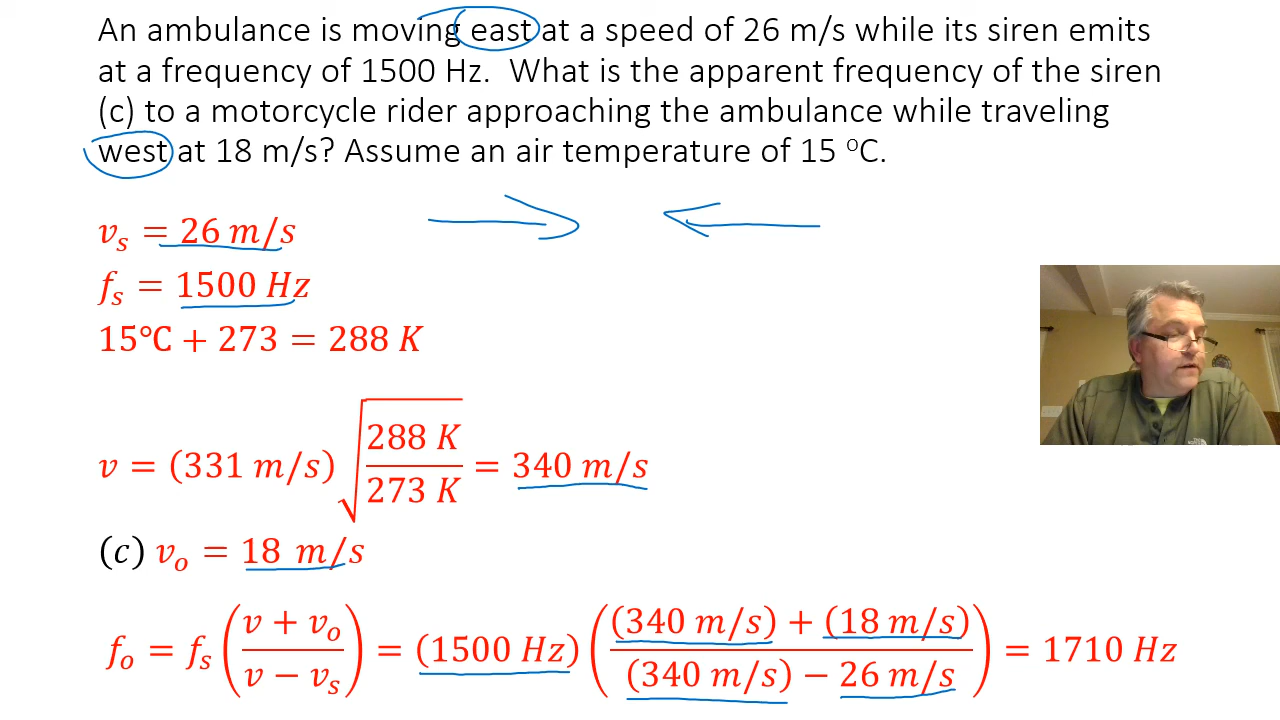 An ambulance is moving east at a speed of 26 m/s while its siren emits
at a frequency of 1500 Hz. What is the apparent frequency of the siren
(c) to a motorcycle rider approaching the ambulance while traveling
west at 18 m/s? Assume an air temperature of 15 °C.
v_s = 26 m/s
f_s = 1500 Hz
15℃ + 273 = 288 K
v = (331 m/s) √(288 K / 273 K) = 340 m/s
(c) v_o = 18 m/s
f_o = f_s ((v + v_o) / (v − v_s)) = (1500 Hz) (((340 m/s) + (18 m/s)) / ((340 m/s) − 26 m/s)) = 1710 Hz